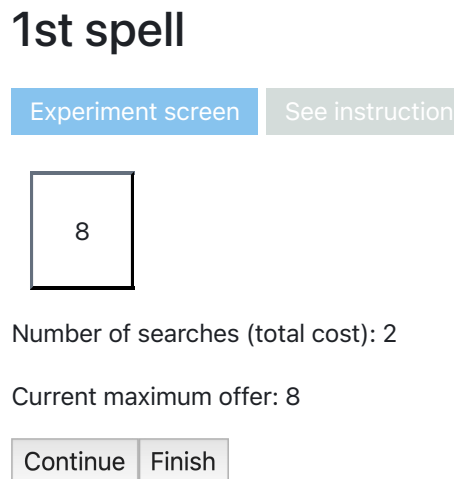 1st spell
Experiment screen See instruction
8
Number of searches (total cost): 2
Current maximum offer: 8
Continue Finish